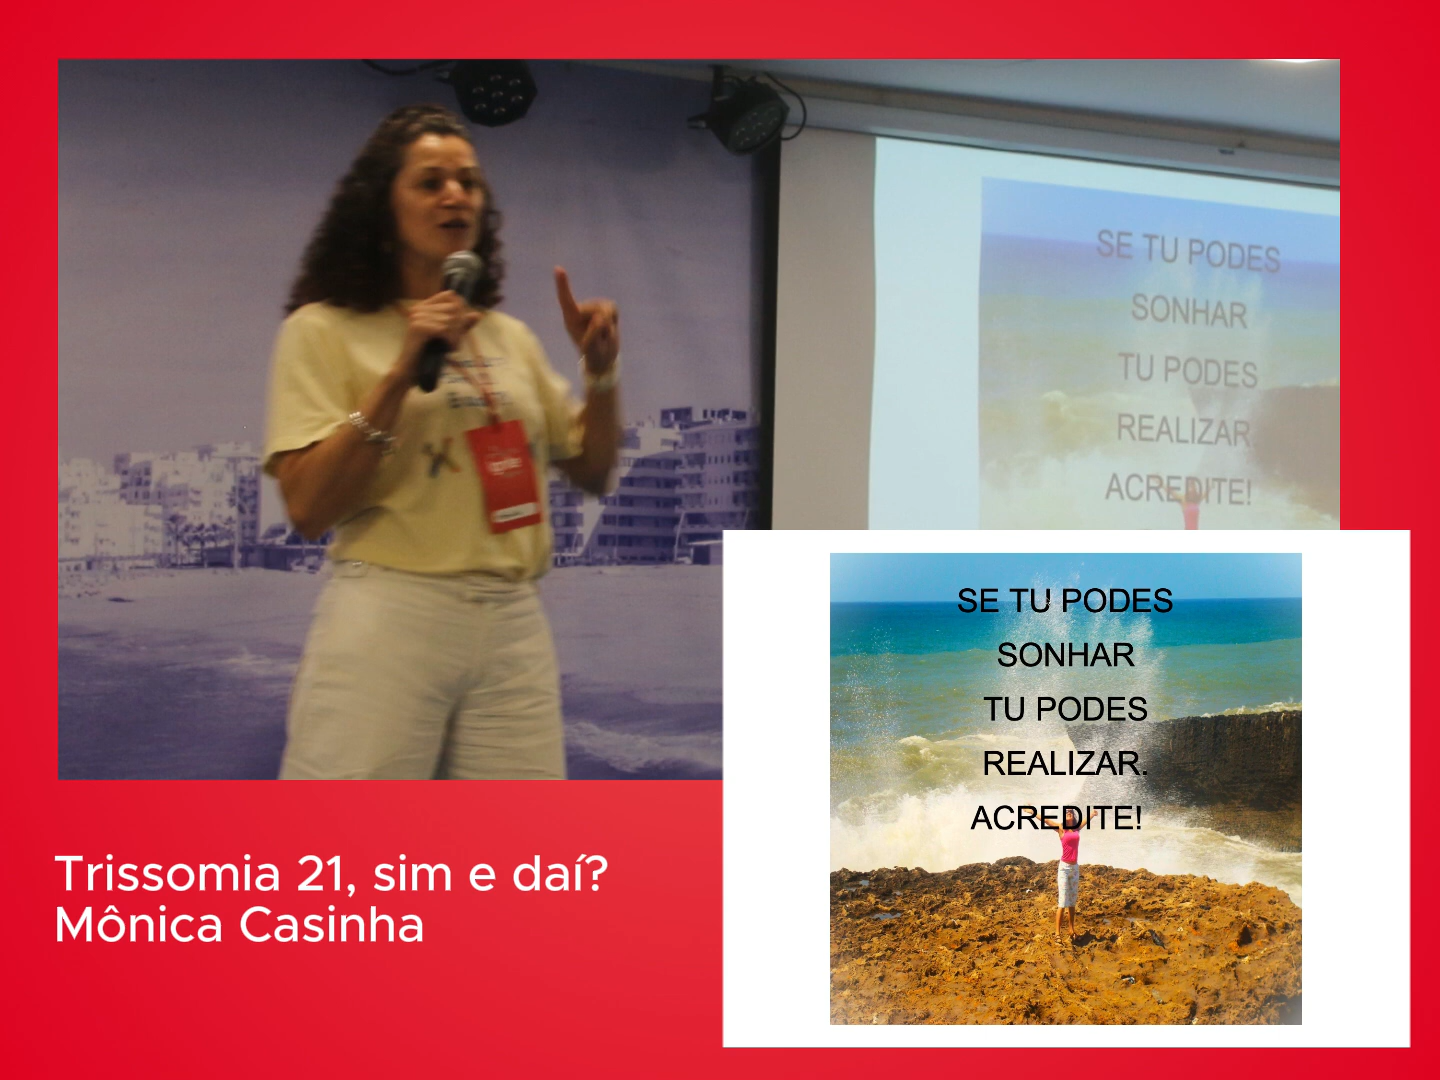 SE TU PODES
SONHAR
TU PODES
REALIZAR
ACREDITE!
SE TU PODES
SONHAR
TU PODES
REALIZAR.
ACREDITE!
Trissomia 21, sim e daí?
Mônica Casinha